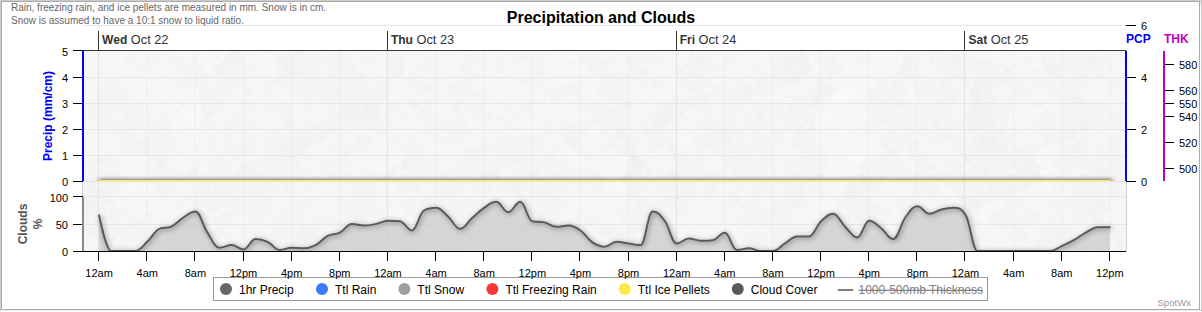 Rain, freezing rain, and ice pellets are measured in mm. Snow is in cm.
Snow is assumed to have a 10:1 snow to liquid ratio.
Precipitation and Clouds
Wed Oct 22 Thu Oct 23 Fri Oct 24 Sat Oct 25
PCP THK
Precip (mm/cm)
5
4
3
2
1
0
6
4
2
0
580
560
550
540
520
500
Clouds
%
100
50
0
12am 4am 8am 12pm 4pm 8pm 12am 4am 8am 12pm 4pm 8pm 12am 4am 8am 12pm 4pm 8pm 12am 4am 8am 12pm
1hr Precip Ttl Rain Ttl Snow Ttl Freezing Rain Ttl Ice Pellets Cloud Cover 1000-500mb Thickness
SpotWx